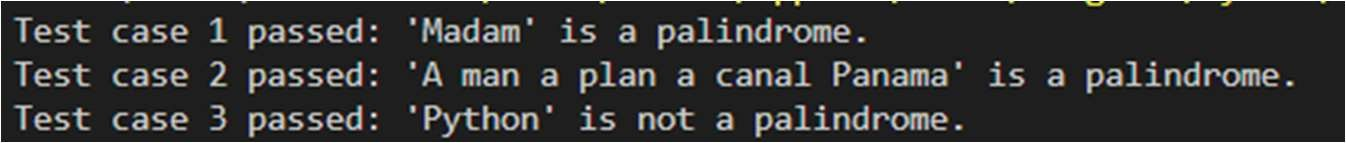 Test case 1 passed: 'Madam' is a palindrome.
Test case 2 passed: 'A man a plan a canal Panama' is a palindrome.
Test case 3 passed: 'Python' is not a palindrome.